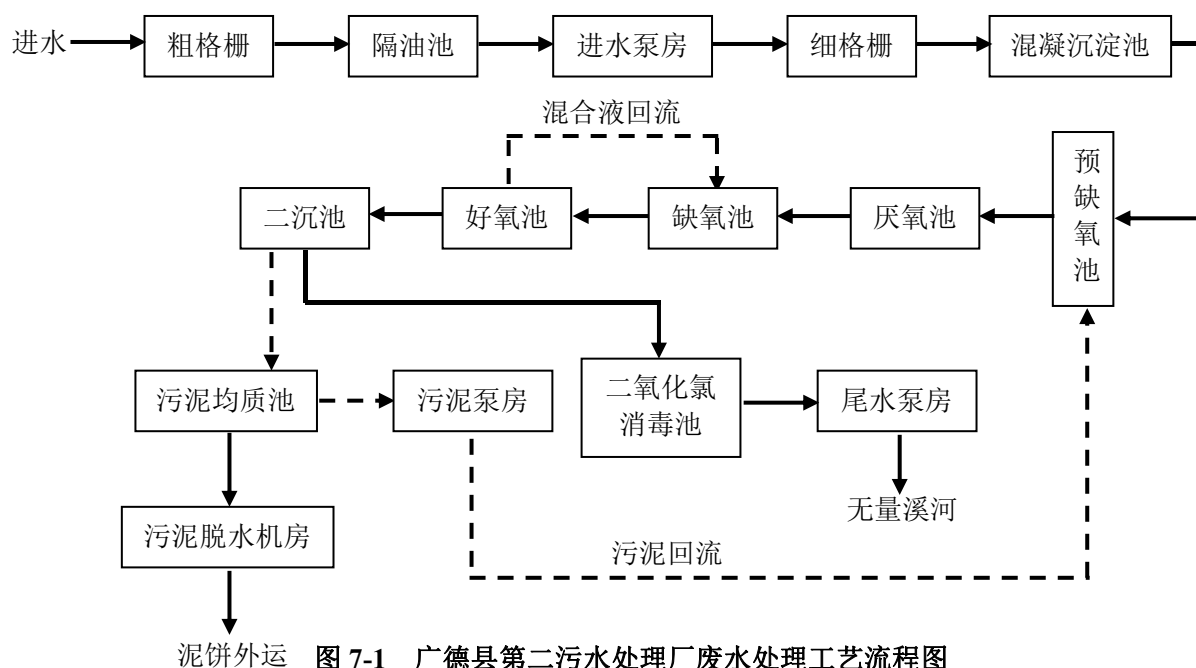 进水
粗格栅
隔油池
进水泵房
细格栅
混凝沉淀池
混合液回流
预缺氧池
厌氧池
缺氧池
好氧池
二沉池
污泥均质池
污泥泵房
二氧化氯
消毒池
尾水泵房
无量溪河
污泥脱水机房
污泥回流
泥饼外运
图 7-1 广德县第二污水处理厂废水处理工艺流程图